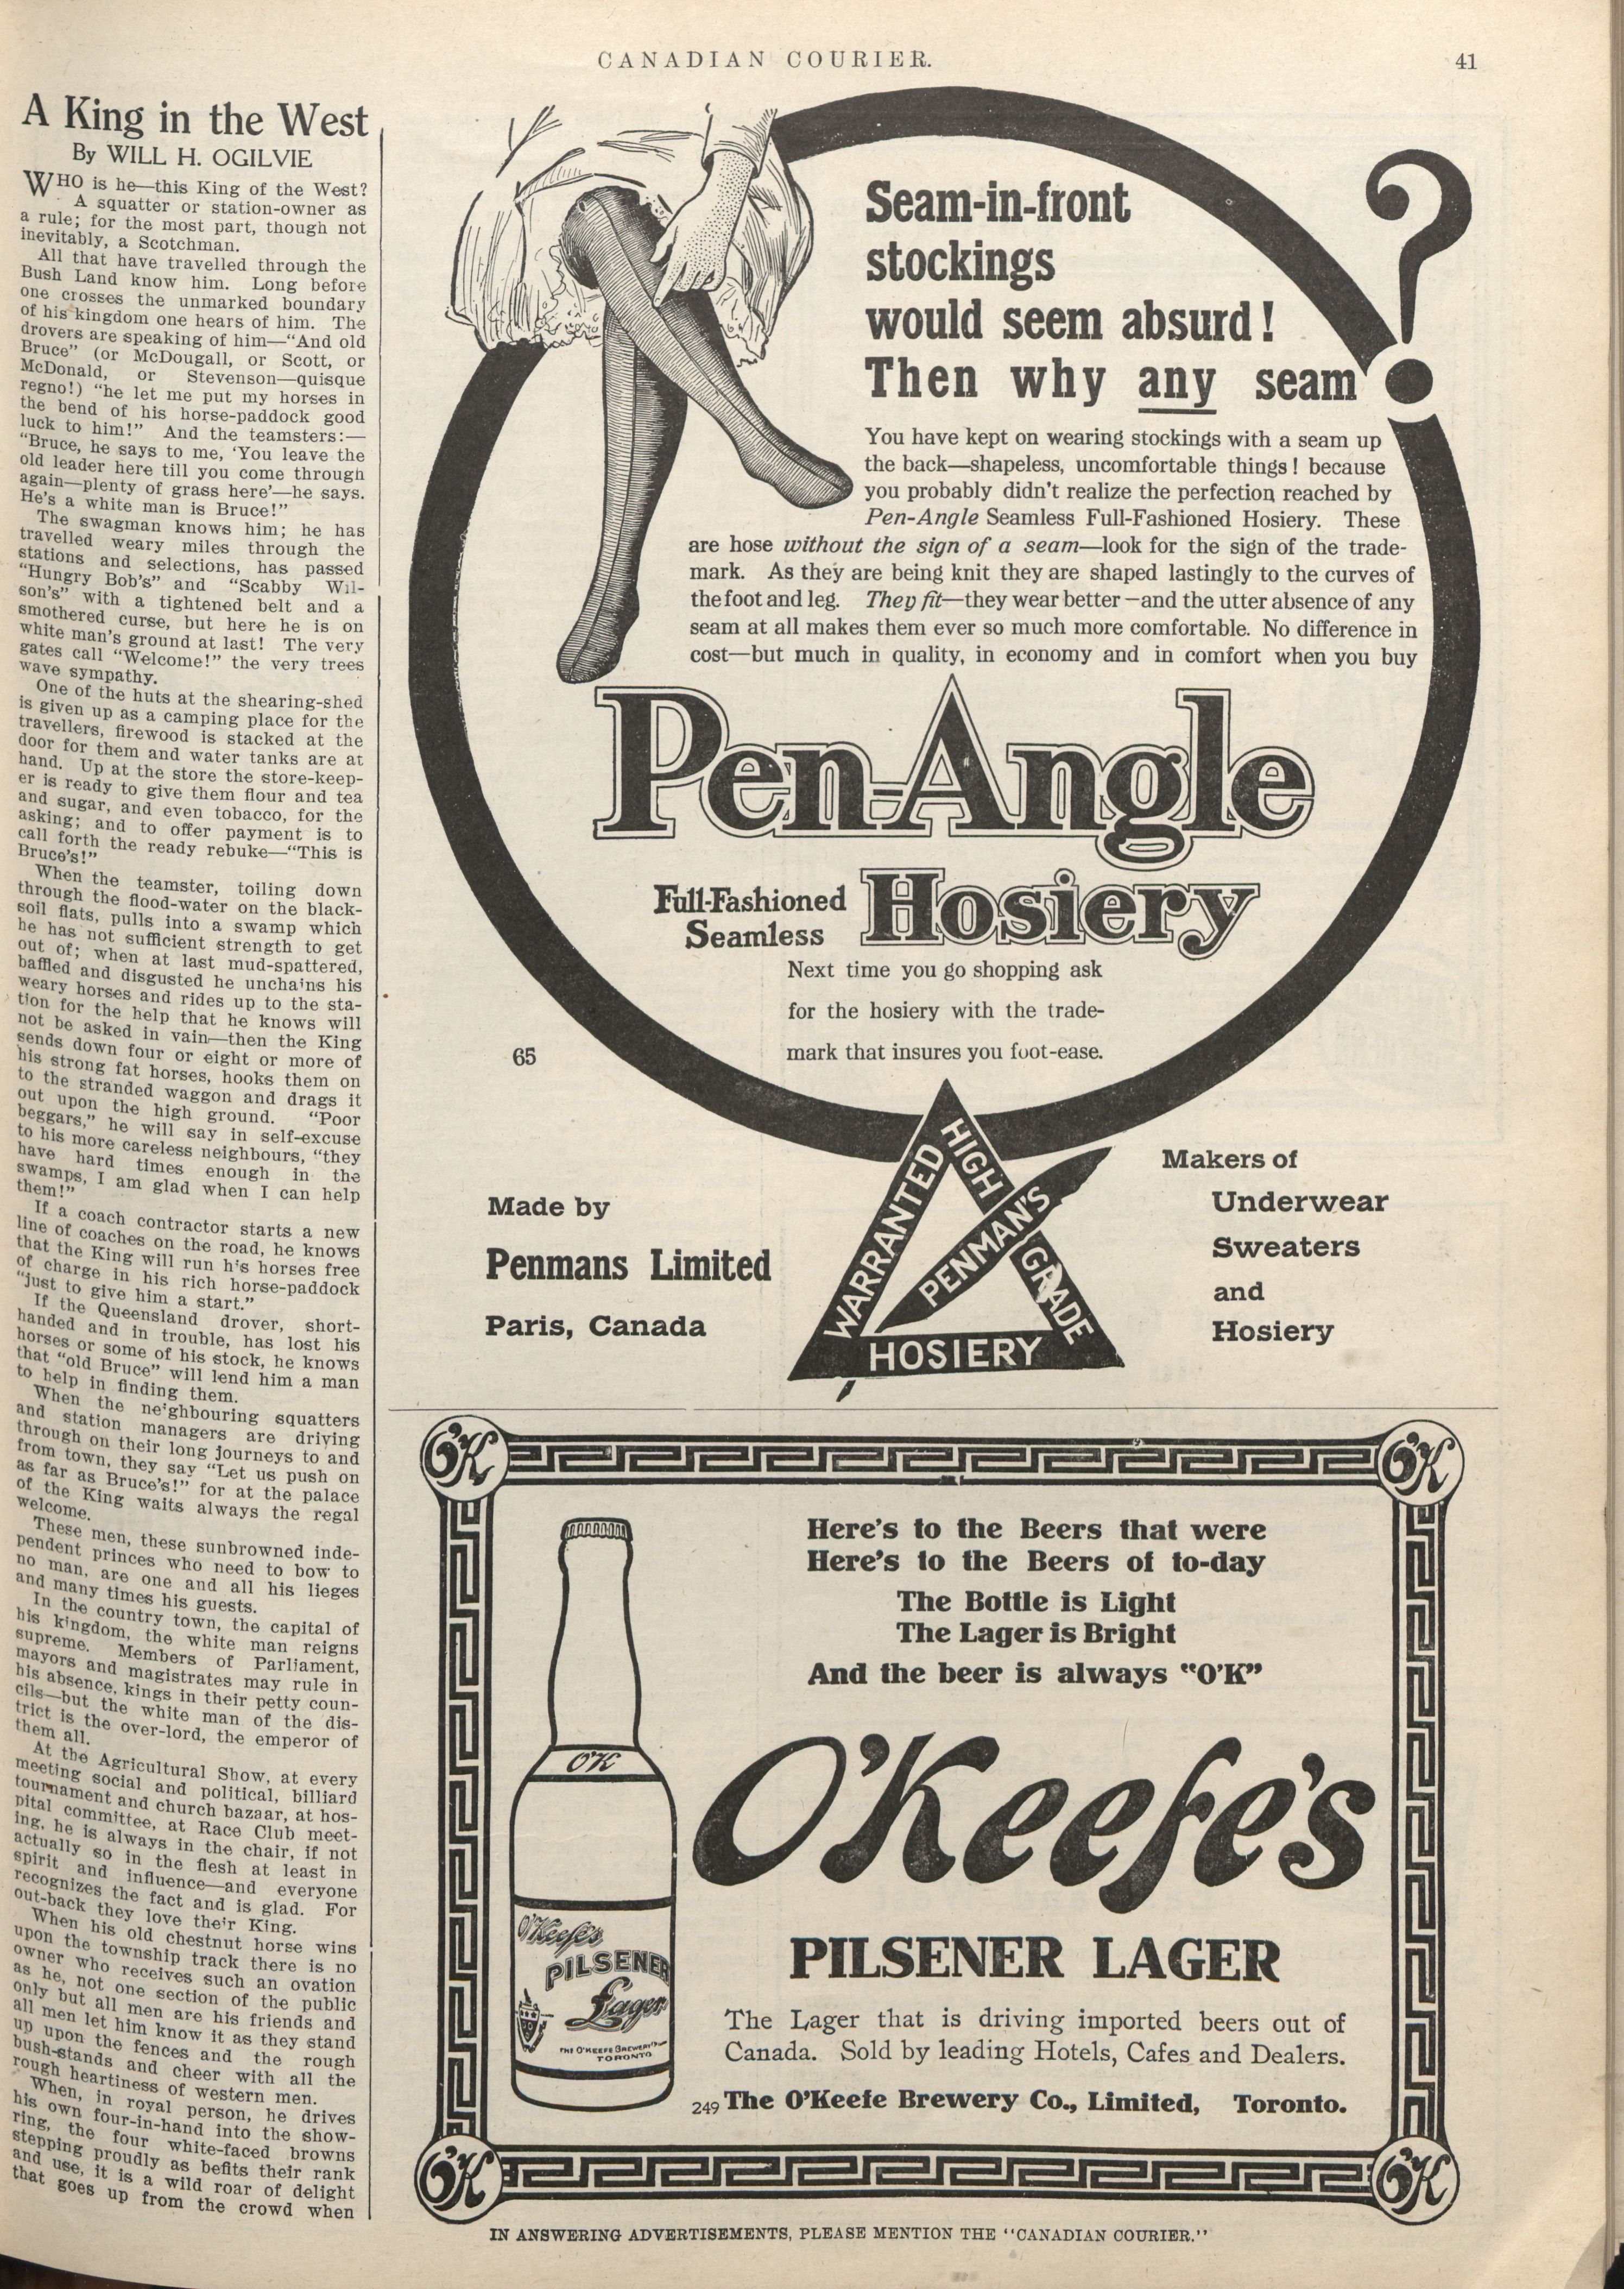 CANADIAN COURIER.
41
A King in the West
By WILL H. OGILVIE
WHO is he—this King of the West?
A squatter or station-owner as
a rule; for the most part, though not
inevitably, a Scotchman.
All that have travelled through the
Bush Land know him. Long before
one crosses the unmarked boundary
of his kingdom one hears of him. The
drovers are speaking of him—"And old
Bruce" (or McDougall, or Scott, or
McDonald, or Stevenson—quisque
regno!) "he let me put my horses in
the bend of his horse-paddock good
luck to him!" And the teamsters:—
"Bruce, he says to me, 'You leave the
old leader here till you come through
again—plenty of grass here'—he says.
He's a white man is Bruce!"
The swagman knows him; he has
travelled weary miles through the
stations and selections, has passed
"Hungry Bob's" and "Scabby Wil-
son's" with a tightened belt and a
smothered curse, but here he is on
white man's ground at last! The very
gates call "Welcome!" the very trees
wave sympathy.
One of the huts at the shearing-shed
is given up as a camping place for the
travellers, firewood is stacked at the
door for them and water tanks are at
hand. Up at the store the store-keep-
er is ready to give them flour and tea
and sugar, and even tobacco, for the
asking; and to offer payment is to
call forth the ready rebuke—"This is
Bruce's!"
When the teamster, toiling down
through the flood-water on the black-
soil flats, pulls into a swamp which
he has not sufficient strength to get
out of; when at last mud-spattered,
baffled and disgusted he unchains his
weary horses and rides up to the sta-
tion for the help that he knows will
not be asked in vain—then the King
sends down four or eight or more of
his strong fat horses, hooks them on
to the stranded waggon and drags it
out upon the high ground. "Poor
beggars," he will say in self-excuse
to his more careless neighbours, "they
have hard times enough in the
swamps, I am glad when I can help
them!"
If a coach contractor starts a new
line of coaches on the road, he knows
that the King will run his horses free
of charge in his rich horse-paddock
"just to give him a start."
If the Queensland drover, short-
handed and in trouble, has lost his
horses or some of his stock, he knows
that "old Bruce" will lend him a man
to help in finding them.
When the neighbouring squatters
and station managers are driving
through on their long journeys to and
from town, they say "Let us push on
as far as Bruce's!" for at the palace
of the King waits always the regal
welcome.
These men, these sunbrowned inde-
pendent princes who need to bow to
no man, are one and all his lieges
and many times his guests.
In the country town, the capital of
his kingdom, the white man reigns
supreme. Members of Parliament,
mayors and magistrates may rule in
his absence, kings in their petty coun-
cils—but the white man of the dis-
trict is the over-lord, the emperor of
them all.
At the Agricultural Show, at every
meeting social and political, billiard
tournament and church bazaar, at hos-
pital committee, at Race Club meet-
ing, he is always in the chair, if not
actually so in the flesh at least in
spirit and influence—and everyone
recognizes the fact and is glad. For
out-back they love their King.
When his old chestnut horse wins
upon the township track there is no
owner who receives such an ovation
as he, not one section of the public
only but all men are his friends and
all men let him know it as they stand
up upon the fences and the rough
bush-stands and cheer with all the
rough heartiness of western men.
When, in royal person, he drives
his own four-in-hand into the show-
ring, the four white-faced browns
stepping proudly as befits their rank
and use, it is a wild roar of delight
that goes up from the crowd when
Seam-in-front
stockings
would seem absurd!
Then why any seam?
You have kept on wearing stockings with a seam up
the back—shapeless, uncomfortable things! because
you probably didn't realize the perfection reached by
Pen-Angle Seamless Full-Fashioned Hosiery. These
are hose without the sign of a seam—look for the sign of the trade-
mark. As they are being knit they are shaped lastingly to the curves of
the foot and leg. They fit—they wear better—and the utter absence of any
seam at all makes them ever so much more comfortable. No difference in
cost—but much in quality, in economy and in comfort when you buy
Pen-Angle
Full-Fashioned
Seamless
Hosiery
Next time you go shopping ask
for the hosiery with the trade-
mark that insures you foot-ease.
65
Made by
Penmans Limited
Paris, Canada
WARRANTED
HIGH GRADE
PENMAN'S
HOSIERY
Makers of
Underwear
Sweaters
and
Hosiery
O'K
O'K
Here's to the Beers that were
Here's to the Beers of to-day
The Bottle is Light
The Lager is Bright
And the beer is always "O'K"
O'Keefe's
PILSENER LAGER
The Lager that is driving imported beers out of
Canada. Sold by leading Hotels, Cafes and Dealers.
249 The O'Keefe Brewery Co., Limited, Toronto.
O'K
O'Keefe's
PILSENER
Lager
THE O'KEEFE BREWERY
TORONTO
O'K
O'K
IN ANSWERING ADVERTISEMENTS, PLEASE MENTION THE "CANADIAN COURIER."